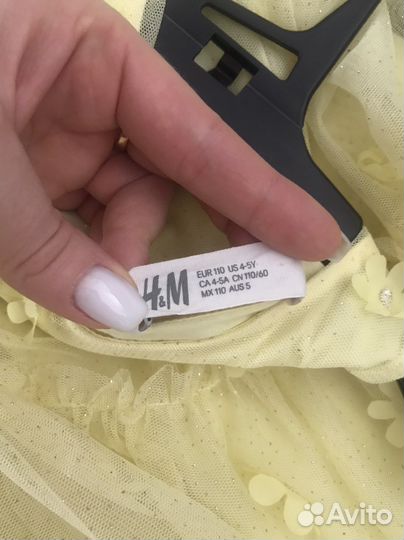 H&M
EUR 110 US 4-5Y
CA 4-5A CN 110/60
MX 110 AUS 5
Avito